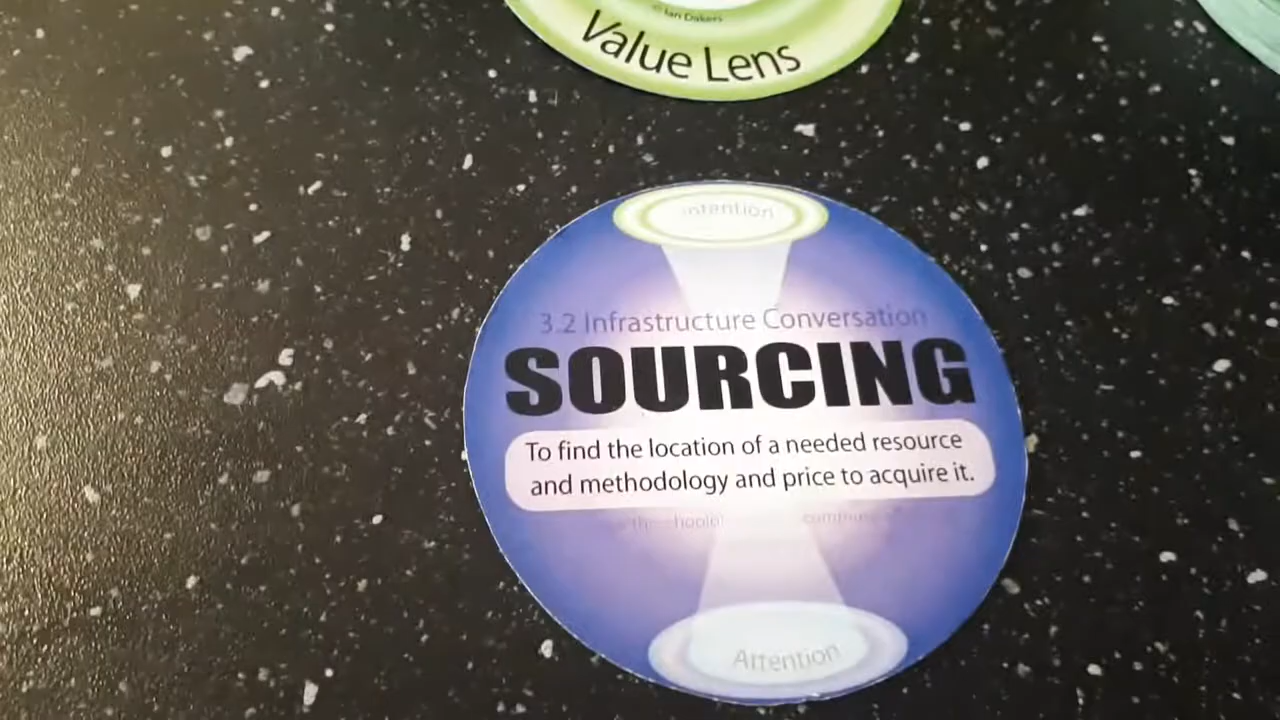 © Ian Dakers
Value Lens
Intention
3.2 Infrastructure Conversation
SOURCING
To find the location of a needed resource
and methodology and price to acquire it.
Attention